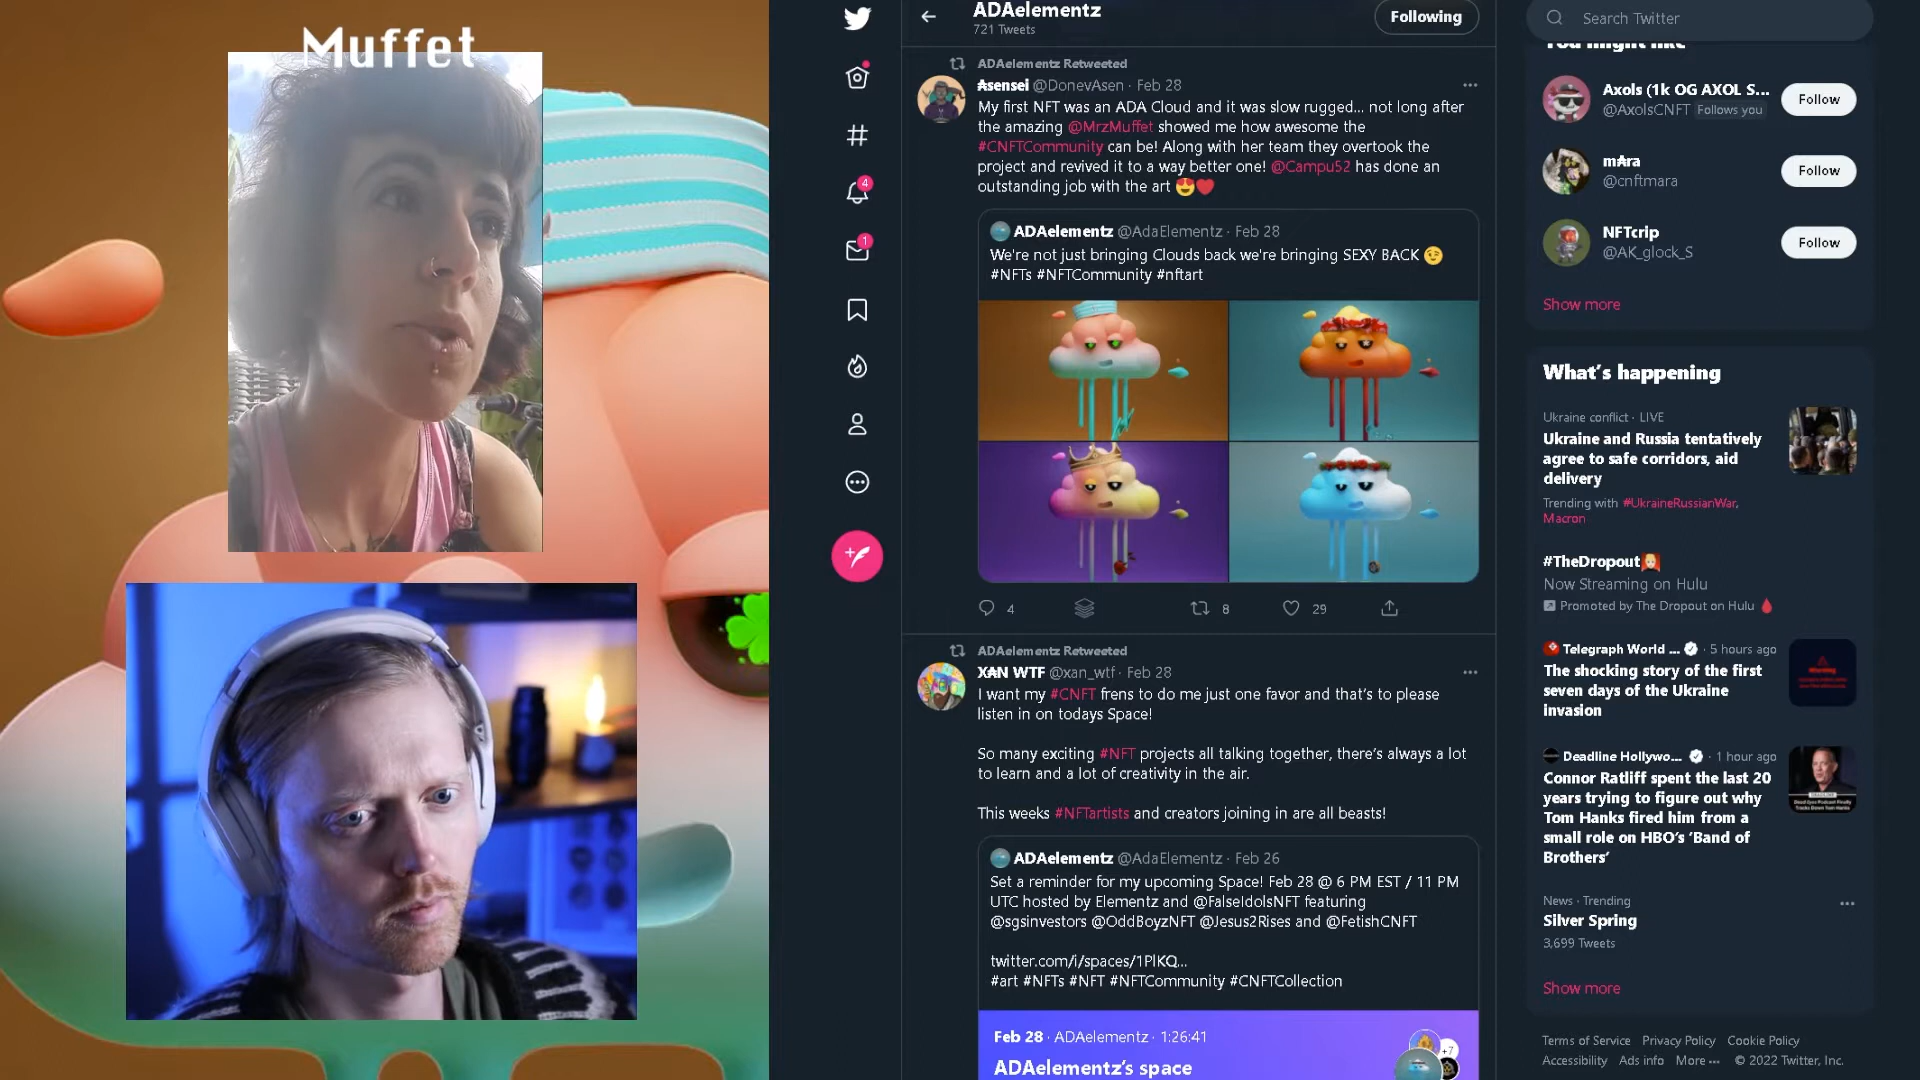 Muffet
ADAelementz
721 Tweets
Following
ADAelementz Retweeted
Asensei @DonevAsen · Feb 28
My first NFT was an ADA Cloud and it was slow rugged... not long after
the amazing @MrzMuffet showed me how awesome the
#CNFTCommunity can be! Along with her team they overtook the
project and revived it to a way better one! @Campu52 has done an
outstanding job with the art 😍❤️
ADAelementz @AdaElementz · Feb 28
We're not just bringing Clouds back we're bringing SEXY BACK 😉
#NFTs #NFTCommunity #nftart
4
8
29
ADAelementz Retweeted
XAN WTF @xan_wtf · Feb 28
I want my #CNFT frens to do me just one favor and that's to please
listen in on todays Space!
So many exciting #NFT projects all talking together, there's always a lot
to learn and a lot of creativity in the air.
This weeks #NFTartists and creators joining in are all beasts!
ADAelementz @AdaElementz · Feb 26
Set a reminder for my upcoming Space! Feb 28 @ 6 PM EST / 11 PM
UTC hosted by Elementz and @FalseIdolsNFT featuring
@sgsinvestors @OddBoyzNFT @Jesus2Rises and @FetishCNFT
twitter.com/i/spaces/1PlKQ...
#art #NFTs #NFT #NFTCommunity #CNFTCollection
Feb 28 · ADAelementz · 1:26:41
ADAelementz's space
+7
4
1
Search Twitter
You might like
Axols (1k OG AXOL S...
@AxolsCNFT Follows you
Follow
mAra
@cnftmara
Follow
NFTcrip
@AK_glock_S
Follow
Show more
What's happening
Ukraine conflict · LIVE
Ukraine and Russia tentatively
agree to safe corridors, aid
delivery
Trending with #UkraineRussianWar,
Macron
#TheDropout
Now Streaming on Hulu
Promoted by The Dropout on Hulu 🩸
Telegraph World ... · 5 hours ago
The shocking story of the first
seven days of the Ukraine
invasion
Deadline Hollywo... · 1 hour ago
Connor Ratliff spent the last 20
years trying to figure out why
Tom Hanks fired him from a
small role on HBO's 'Band of
Brothers'
News · Trending
Silver Spring
3,699 Tweets
Show more
Terms of Service Privacy Policy Cookie Policy
Accessibility Ads info More ··· © 2022 Twitter, Inc.